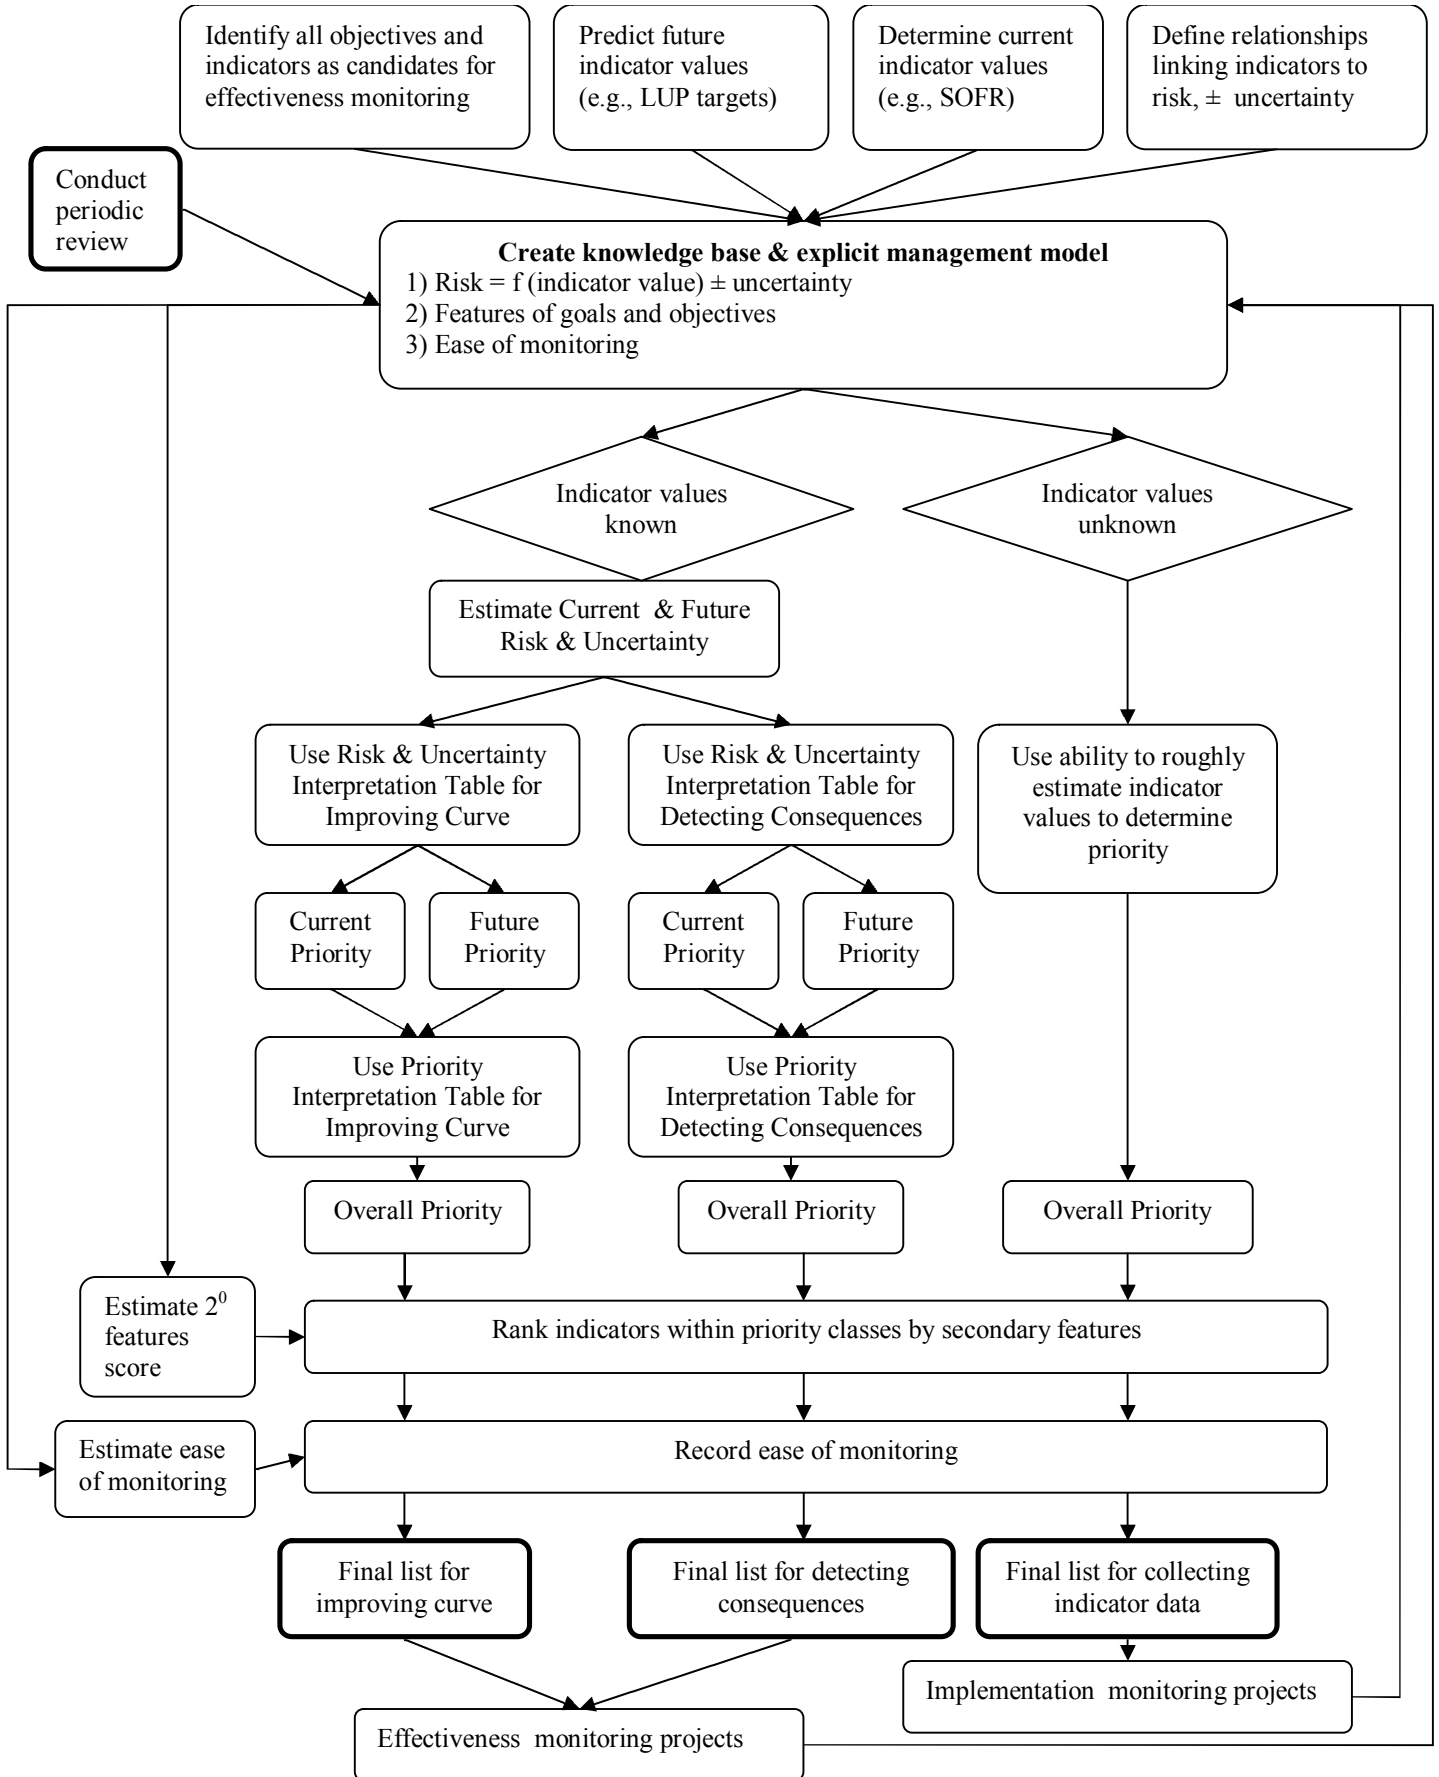 Identify all objectives and
indicators as candidates for
effectiveness monitoring
Predict future
indicator values
(e.g., LUP targets)
Determine current
indicator values
(e.g., SOFR)
Define relationships
linking indicators to
risk, ± uncertainty
Conduct
periodic
review
Create knowledge base & explicit management model
1) Risk = f (indicator value) ± uncertainty
2) Features of goals and objectives
3) Ease of monitoring
Indicator values
known
Indicator values
unknown
Estimate Current & Future
Risk & Uncertainty
Use Risk & Uncertainty
Interpretation Table for
Improving Curve
Use Risk & Uncertainty
Interpretation Table for
Detecting Consequences
Use ability to roughly
estimate indicator
values to determine
priority
Current
Priority
Future
Priority
Current
Priority
Future
Priority
Use Priority
Interpretation Table for
Improving Curve
Use Priority
Interpretation Table for
Detecting Consequences
Overall Priority
Overall Priority
Overall Priority
Estimate 2⁰
features
score
Rank indicators within priority classes by secondary features
Estimate ease
of monitoring
Record ease of monitoring
Final list for
improving curve
Final list for detecting
consequences
Final list for collecting
indicator data
Implementation monitoring projects
Effectiveness monitoring projects